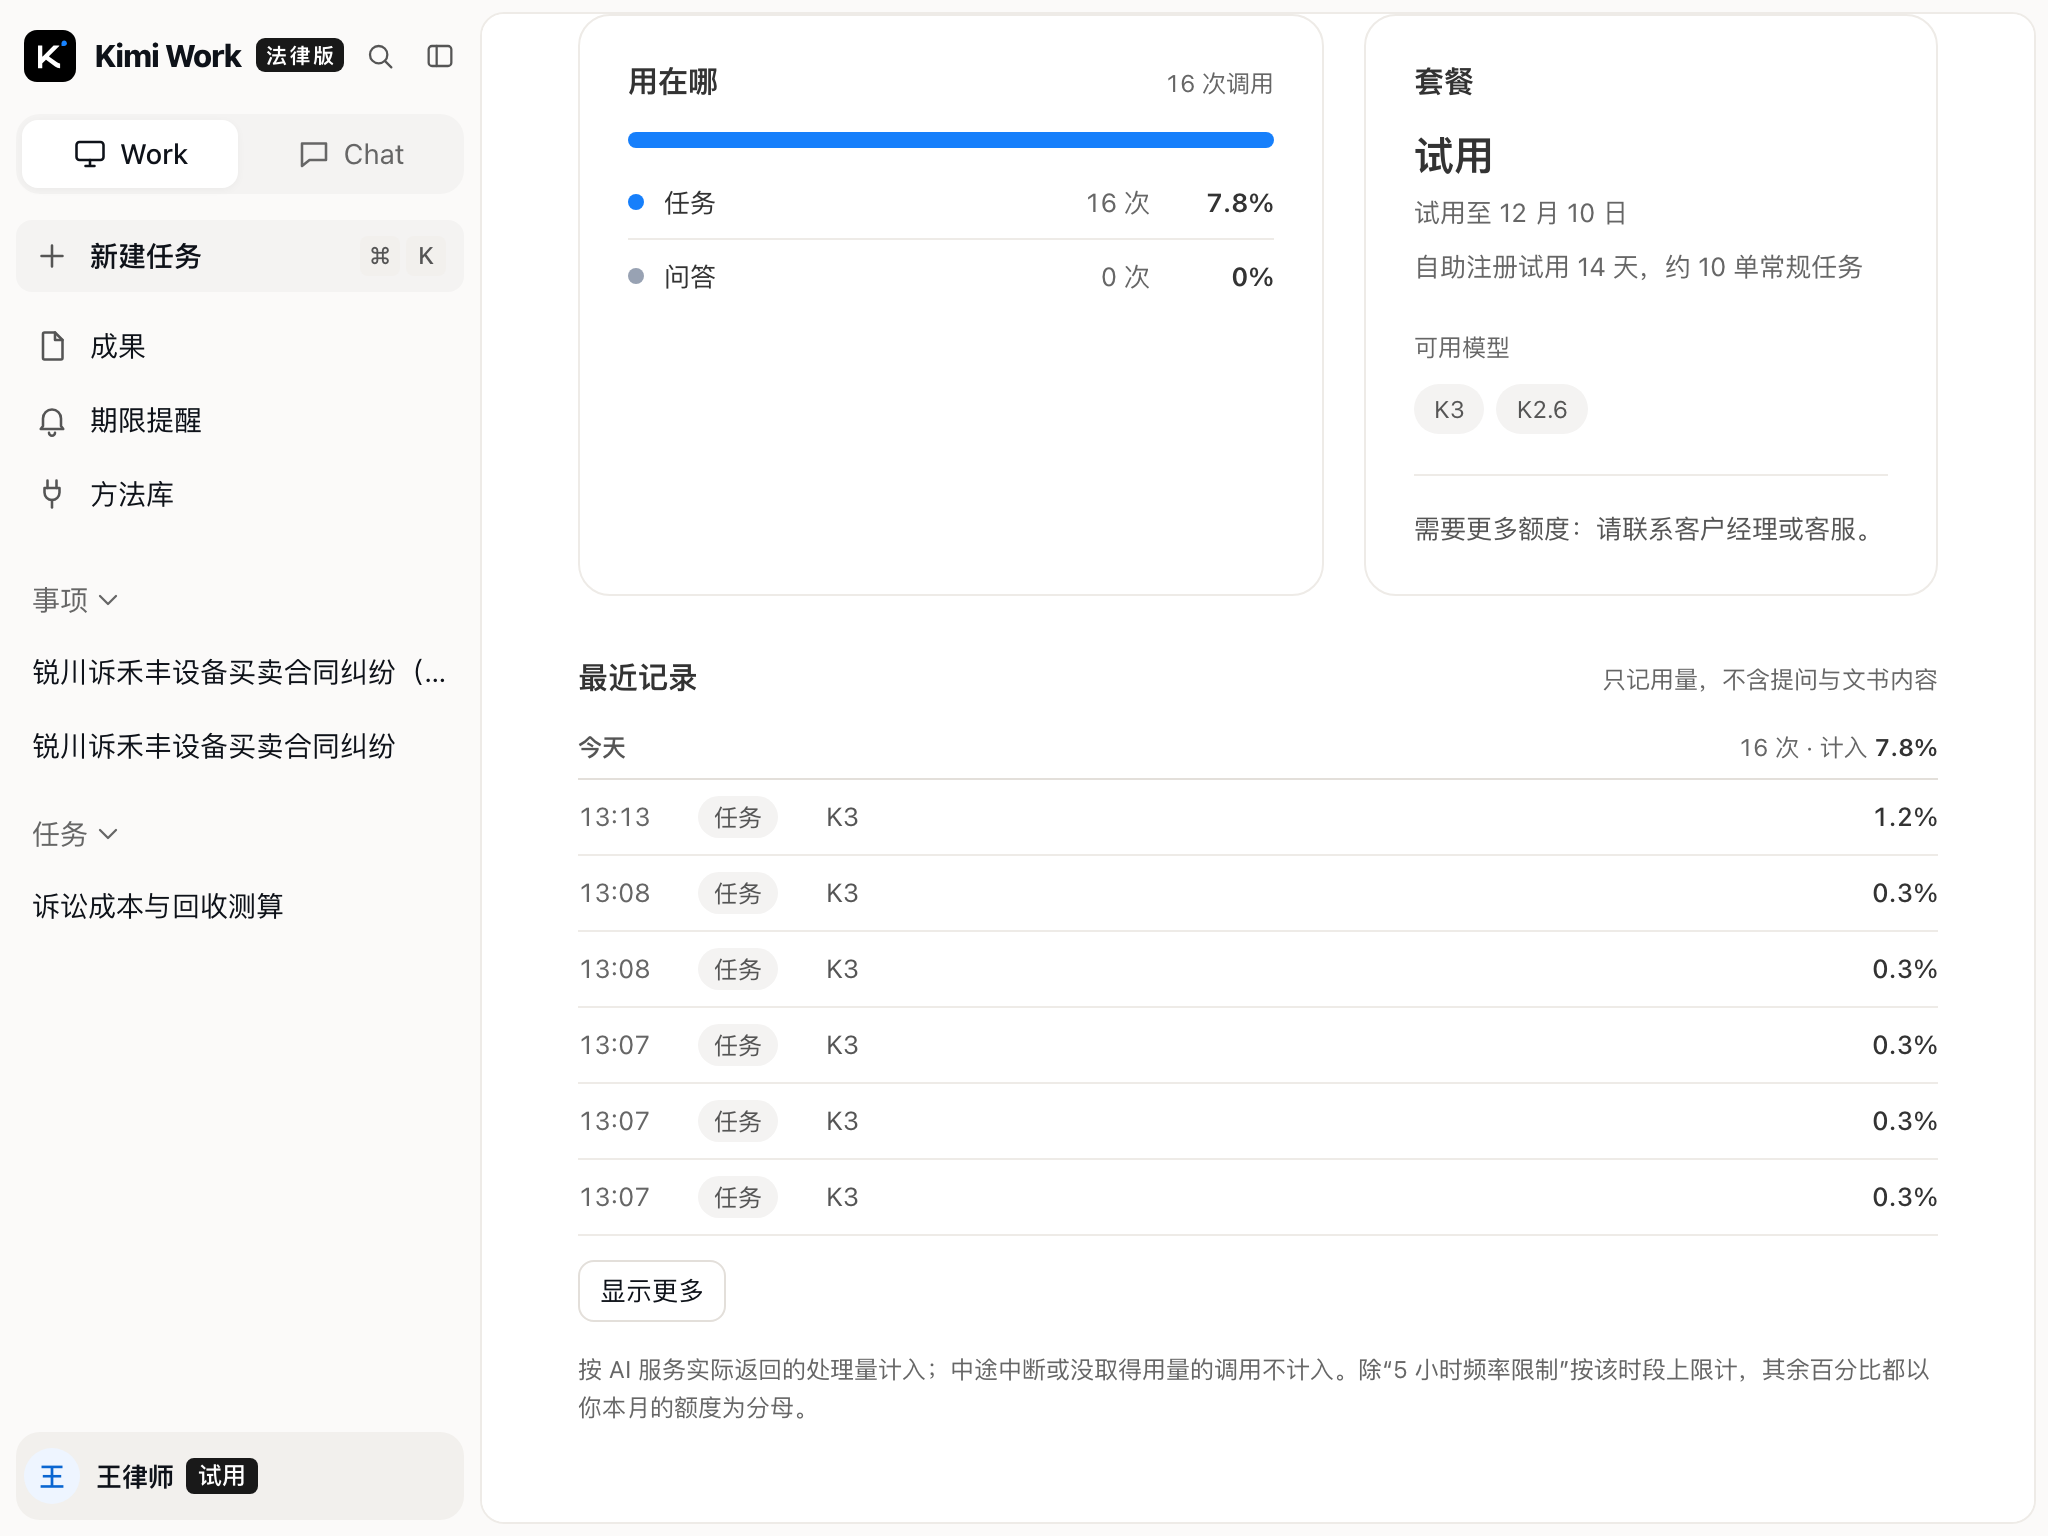 Kimi Work 法律版
Work
Chat
新建任务 ⌘ K
成果
期限提醒
方法库
事项
锐川诉禾丰设备买卖合同纠纷（...
锐川诉禾丰设备买卖合同纠纷
任务
诉讼成本与回收测算
王 王律师 试用
用在哪 16 次调用
任务 16 次 7.8%
问答 0 次 0%
套餐
试用
试用至 12 月 10 日
自助注册试用 14 天，约 10 单常规任务
可用模型
K3 K2.6
需要更多额度：请联系客户经理或客服。
最近记录 只记用量，不含提问与文书内容
今天 16 次 · 计入 7.8%
13:13 任务 K3 1.2%
13:08 任务 K3 0.3%
13:08 任务 K3 0.3%
13:07 任务 K3 0.3%
13:07 任务 K3 0.3%
13:07 任务 K3 0.3%
显示更多
按 AI 服务实际返回的处理量计入；中途中断或没取得用量的调用不计入。除“5 小时频率限制”按该时段上限计，其余百分比都以
你本月的额度为分母。